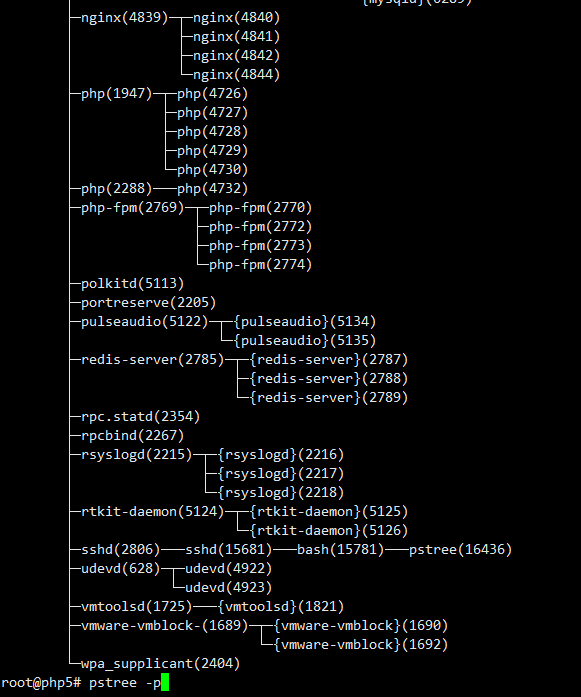 {mysqld}(6289)
├─nginx(4839)─┬─nginx(4840)
│             ├─nginx(4841)
│             ├─nginx(4842)
│             └─nginx(4844)
├─php(1947)─┬─php(4726)
│           ├─php(4727)
│           ├─php(4728)
│           ├─php(4729)
│           └─php(4730)
├─php(2288)───php(4732)
├─php-fpm(2769)─┬─php-fpm(2770)
│               ├─php-fpm(2772)
│               ├─php-fpm(2773)
│               └─php-fpm(2774)
├─polkitd(5113)
├─portreserve(2205)
├─pulseaudio(5122)─┬─{pulseaudio}(5134)
│                  └─{pulseaudio}(5135)
├─redis-server(2785)─┬─{redis-server}(2787)
│                    ├─{redis-server}(2788)
│                    └─{redis-server}(2789)
├─rpc.statd(2354)
├─rpcbind(2267)
├─rsyslogd(2215)─┬─{rsyslogd}(2216)
│                ├─{rsyslogd}(2217)
│                └─{rsyslogd}(2218)
├─rtkit-daemon(5124)─┬─{rtkit-daemon}(5125)
│                    └─{rtkit-daemon}(5126)
├─sshd(2806)───sshd(15681)───bash(15781)───pstree(16436)
├─udevd(628)─┬─udevd(4922)
│            └─udevd(4923)
├─vmtoolsd(1725)───{vmtoolsd}(1821)
├─vmware-vmblock-(1689)─┬─{vmware-vmblock}(1690)
│                       └─{vmware-vmblock}(1692)
└─wpa_supplicant(2404)
root@php5# pstree -p